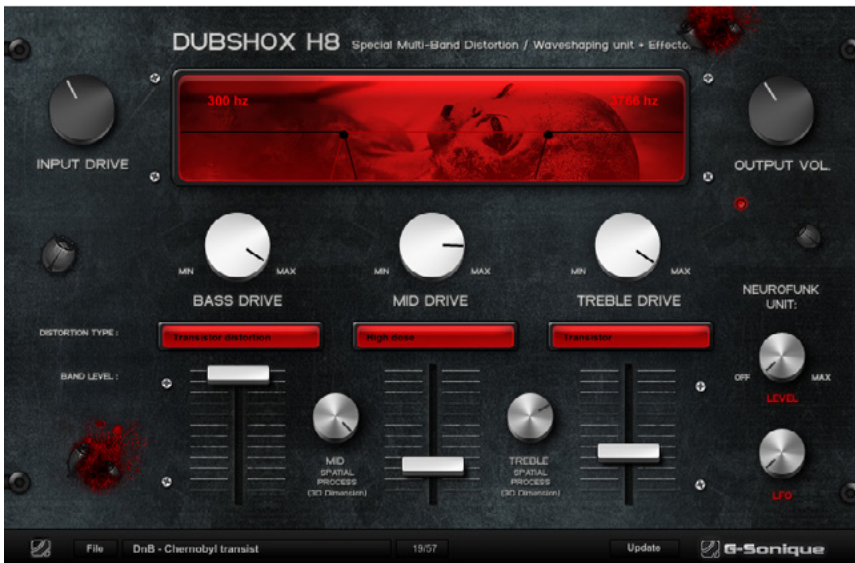 DUBSHOX H8 Special Multi-Band Distortion / Waveshaping unit + Effector
300 hz 3766 hz
INPUT DRIVE OUTPUT VOL.
MIN MAX MIN MAX MIN MAX
BASS DRIVE MID DRIVE TREBLE DRIVE
NEUROFUNK
UNIT:
DISTORTION TYPE : Transistor distortion High dose Transistor
BAND LEVEL :
OFF MAX
LEVEL
MID TREBLE
SPATIAL SPATIAL
PROCESS PROCESS
(3D Dimension) (3D Dimension)
LFO
File DnB - Chernobyl transist 19/57 Update G-Sonique